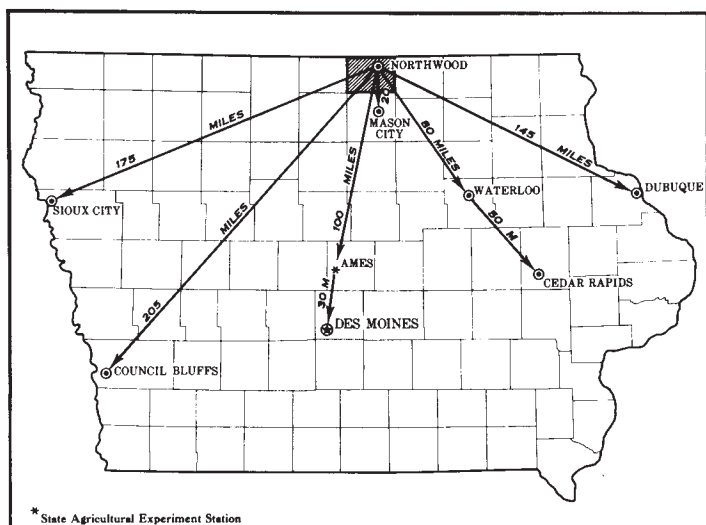 NORTHWOOD
20
MASON
CITY
175 MILES
205 MILES
100 MILES
80 MILES
145 MILES
SIOUX CITY
WATERLOO
DUBUQUE
50 M
AMES
*
30 M
CEDAR RAPIDS
DES MOINES
COUNCIL BLUFFS
* State Agricultural Experiment Station